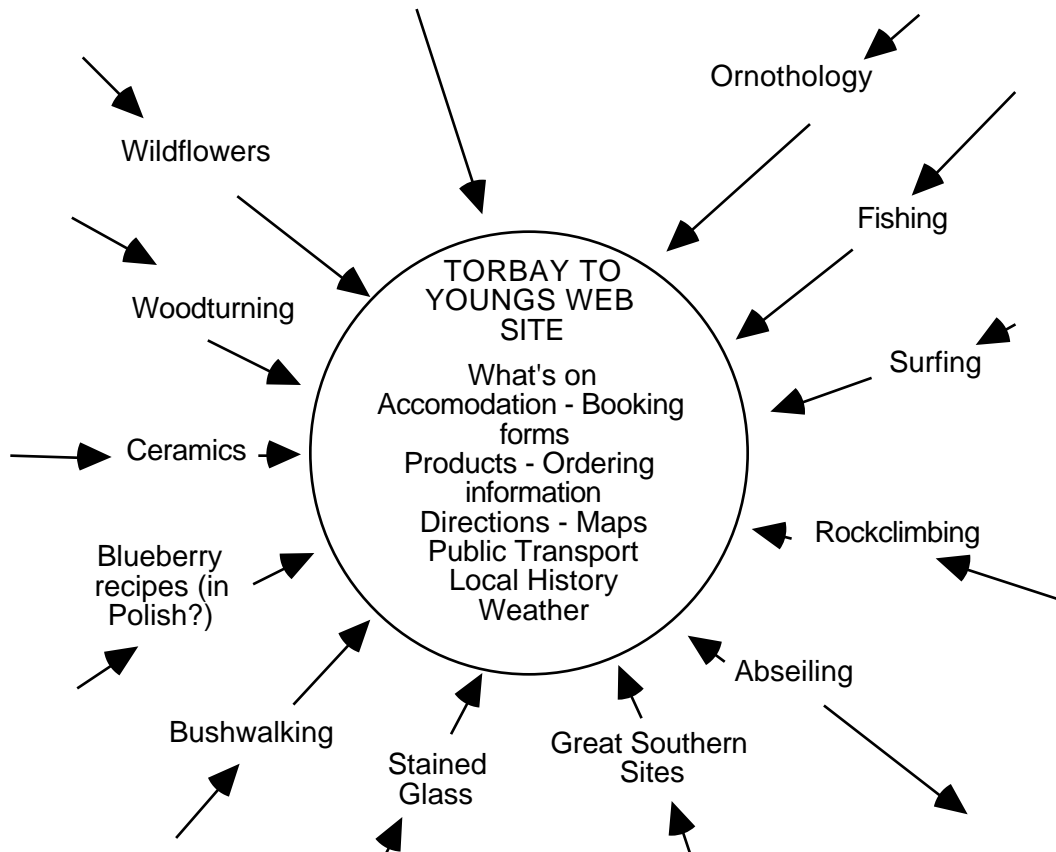 Ornothology
Wildflowers
Fishing
Woodturning
Surfing
Ceramics
TORBAY TO
YOUNGS WEB
SITE
What's on
Accomodation - Booking
forms
Products - Ordering
information
Directions - Maps
Public Transport
Local History
Weather
Rockclimbing
Blueberry
recipes (in
Polish?)
Abseiling
Bushwalking
Stained
Glass
Great Southern
Sites